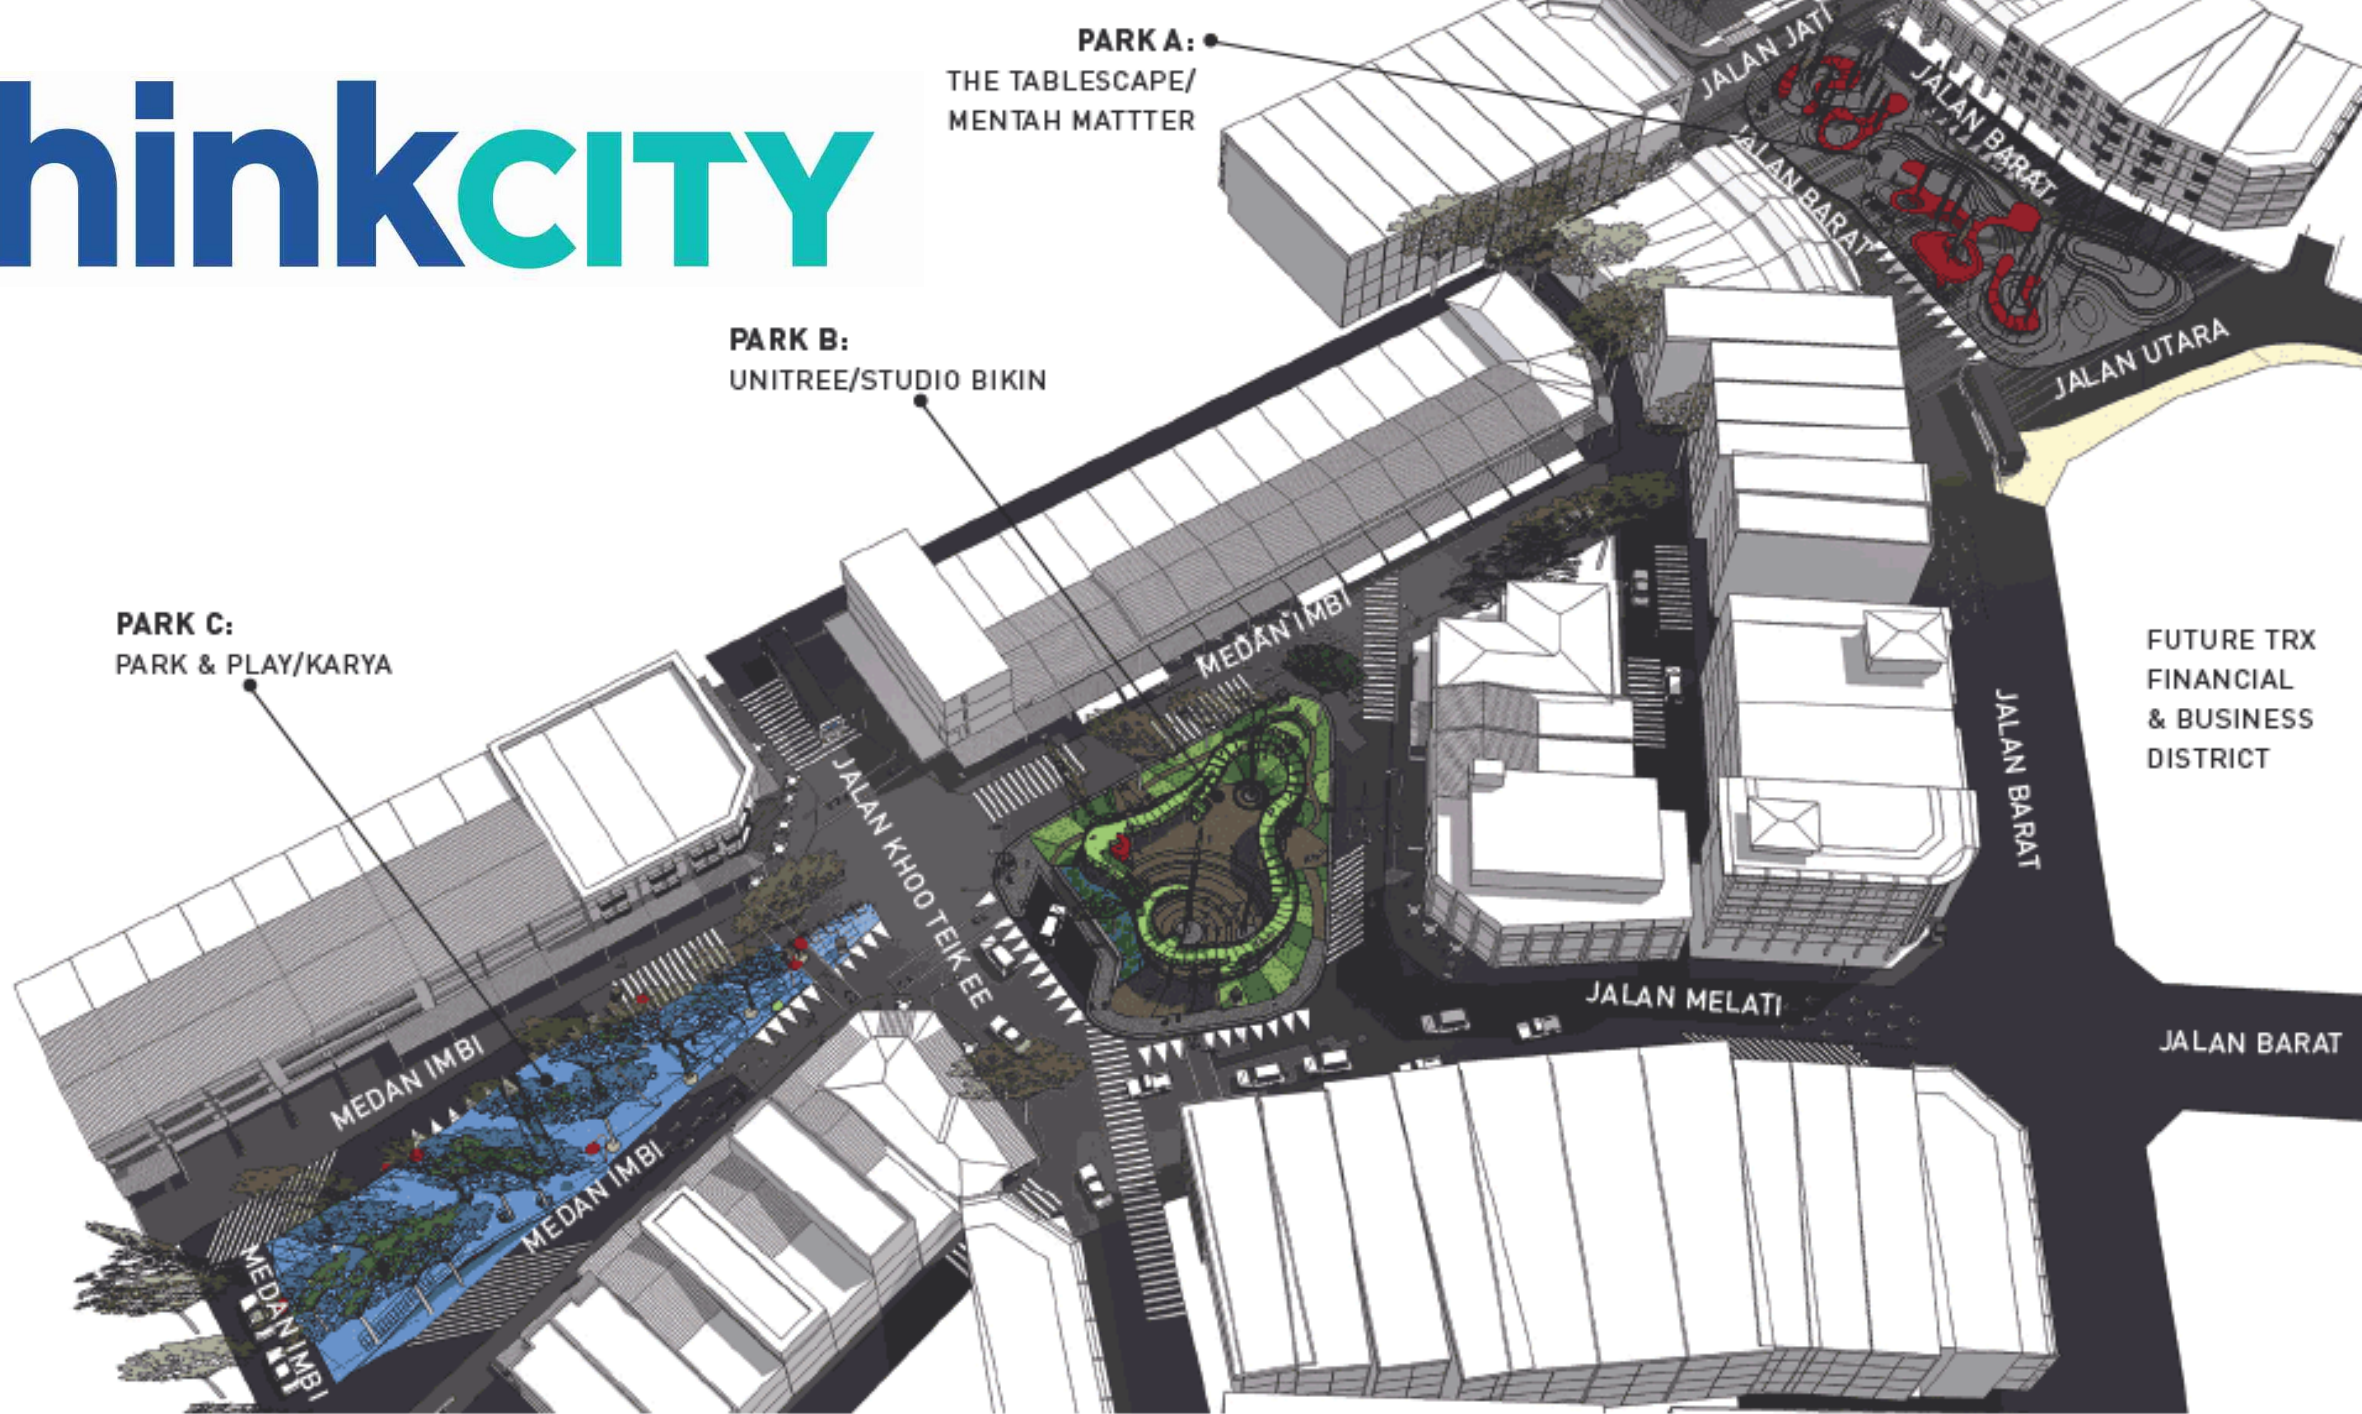 hinkCITY
PARK A:
THE TABLESCAPE/
MENTAH MATTTER
JALAN JATI
JALAN BARAT
JALAN BARAT
JALAN UTARA
PARK B:
UNITREE/STUDIO BIKIN
MEDAN IMBI
PARK C:
PARK & PLAY/KARYA
FUTURE TRX
FINANCIAL
& BUSINESS
DISTRICT
JALAN BARAT
JALAN KHOO TEIK EE
JALAN MELATI
JALAN BARAT
MEDAN IMBI
MEDAN IMBI
MEDAN IMBI